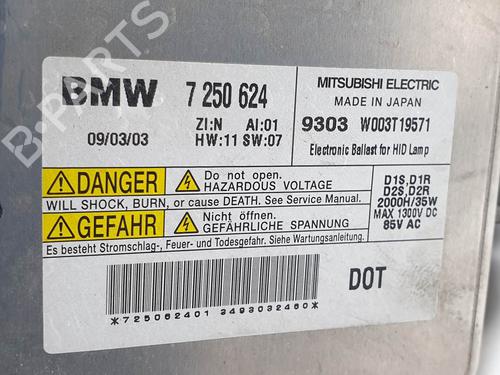 BMW 7 250 624
MITSUBISHI ELECTRIC
MADE IN JAPAN
09/03/03
ZI:N AI:01
HW:11 SW:07
9303 W003T19571
Electronic Ballast for HID Lamp
DANGER
Do not open.
HAZARDOUS VOLTAGE
WILL SHOCK, BURN, or cause DEATH. See Service Manual.
GEFAHR
Nicht öffnen.
GEFÄHRLICHE SPANNUNG
Es besteht Stromschlag-, Feuer- und Todesgefahr. Siehe Wartungsanleitung.
D1S,D1R
D2S,D2R
2000H/35W
MAX 1300V DC
85V AC
*725062401 3493032460*
DOT
B-PARTS